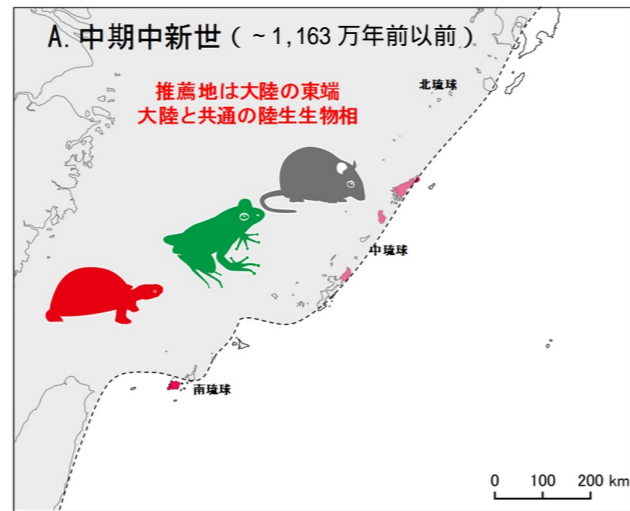 A. 中期中新世（~1,163 万年前以前）
推薦地は大陸の東端
大陸と共通の陸生生物相
北琉球
中琉球
南琉球
0 100 200 km